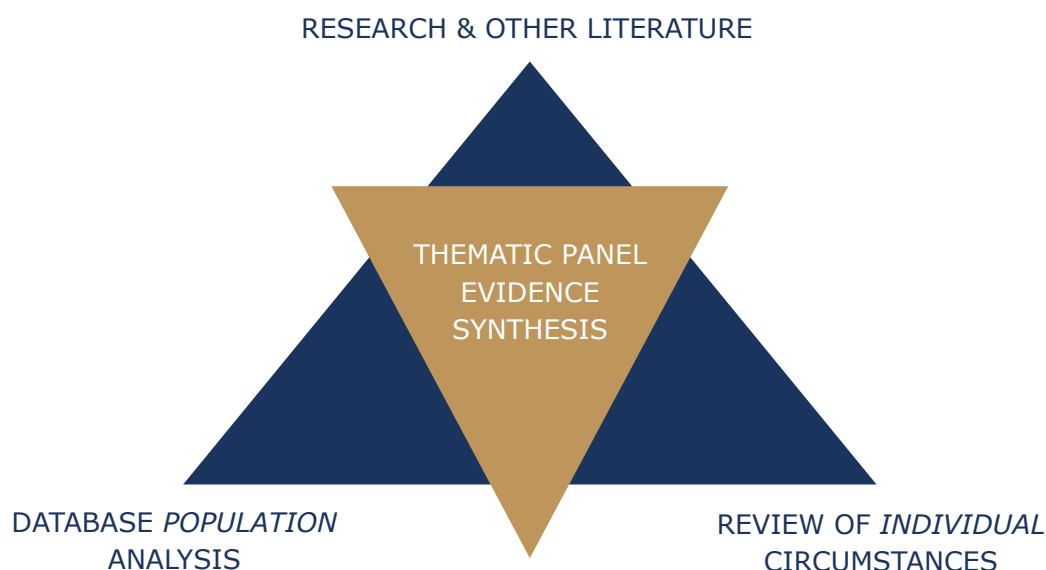 RESEARCH & OTHER LITERATURE
THEMATIC PANEL
EVIDENCE
SYNTHESIS
DATABASE POPULATION
ANALYSIS
REVIEW OF INDIVIDUAL
CIRCUMSTANCES